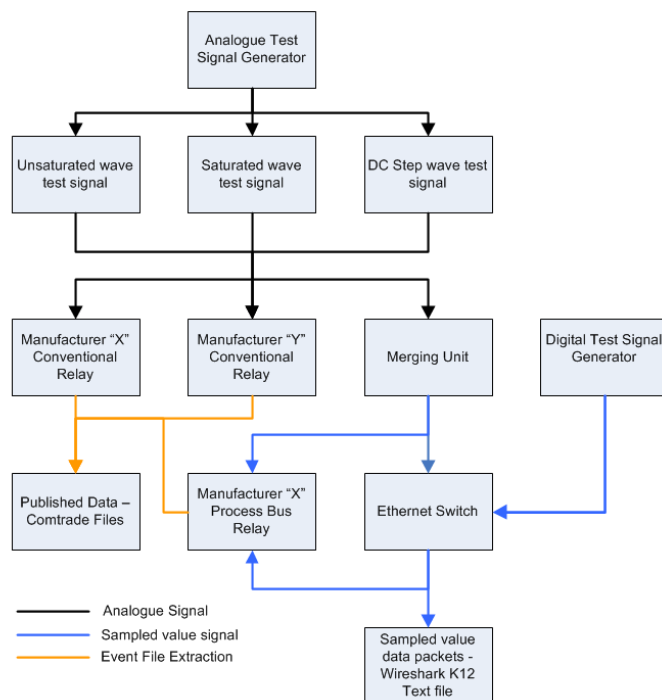 Analogue Test
Signal Generator
Unsaturated wave
test signal
Saturated wave
test signal
DC Step wave test
signal
Manufacturer “X”
Conventional
Relay
Manufacturer “Y”
Conventional
Relay
Merging Unit
Digital Test Signal
Generator
Published Data –
Comtrade Files
Manufacturer “X”
Process Bus
Relay
Ethernet Switch
Analogue Signal
Sampled value signal
Event File Extraction
Sampled value
data packets -
Wireshark K12
Text file